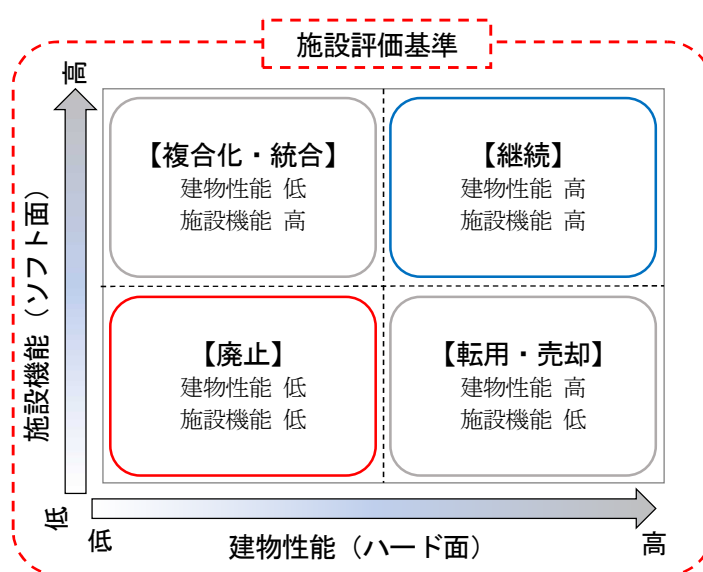 施設評価基準
高
施設機能（ソフト面）
低
【複合化・統合】
建物性能 低
施設機能 高
【継続】
建物性能 高
施設機能 高
【廃止】
建物性能 低
施設機能 低
【転用・売却】
建物性能 高
施設機能 低
低
建物性能（ハード面）
高